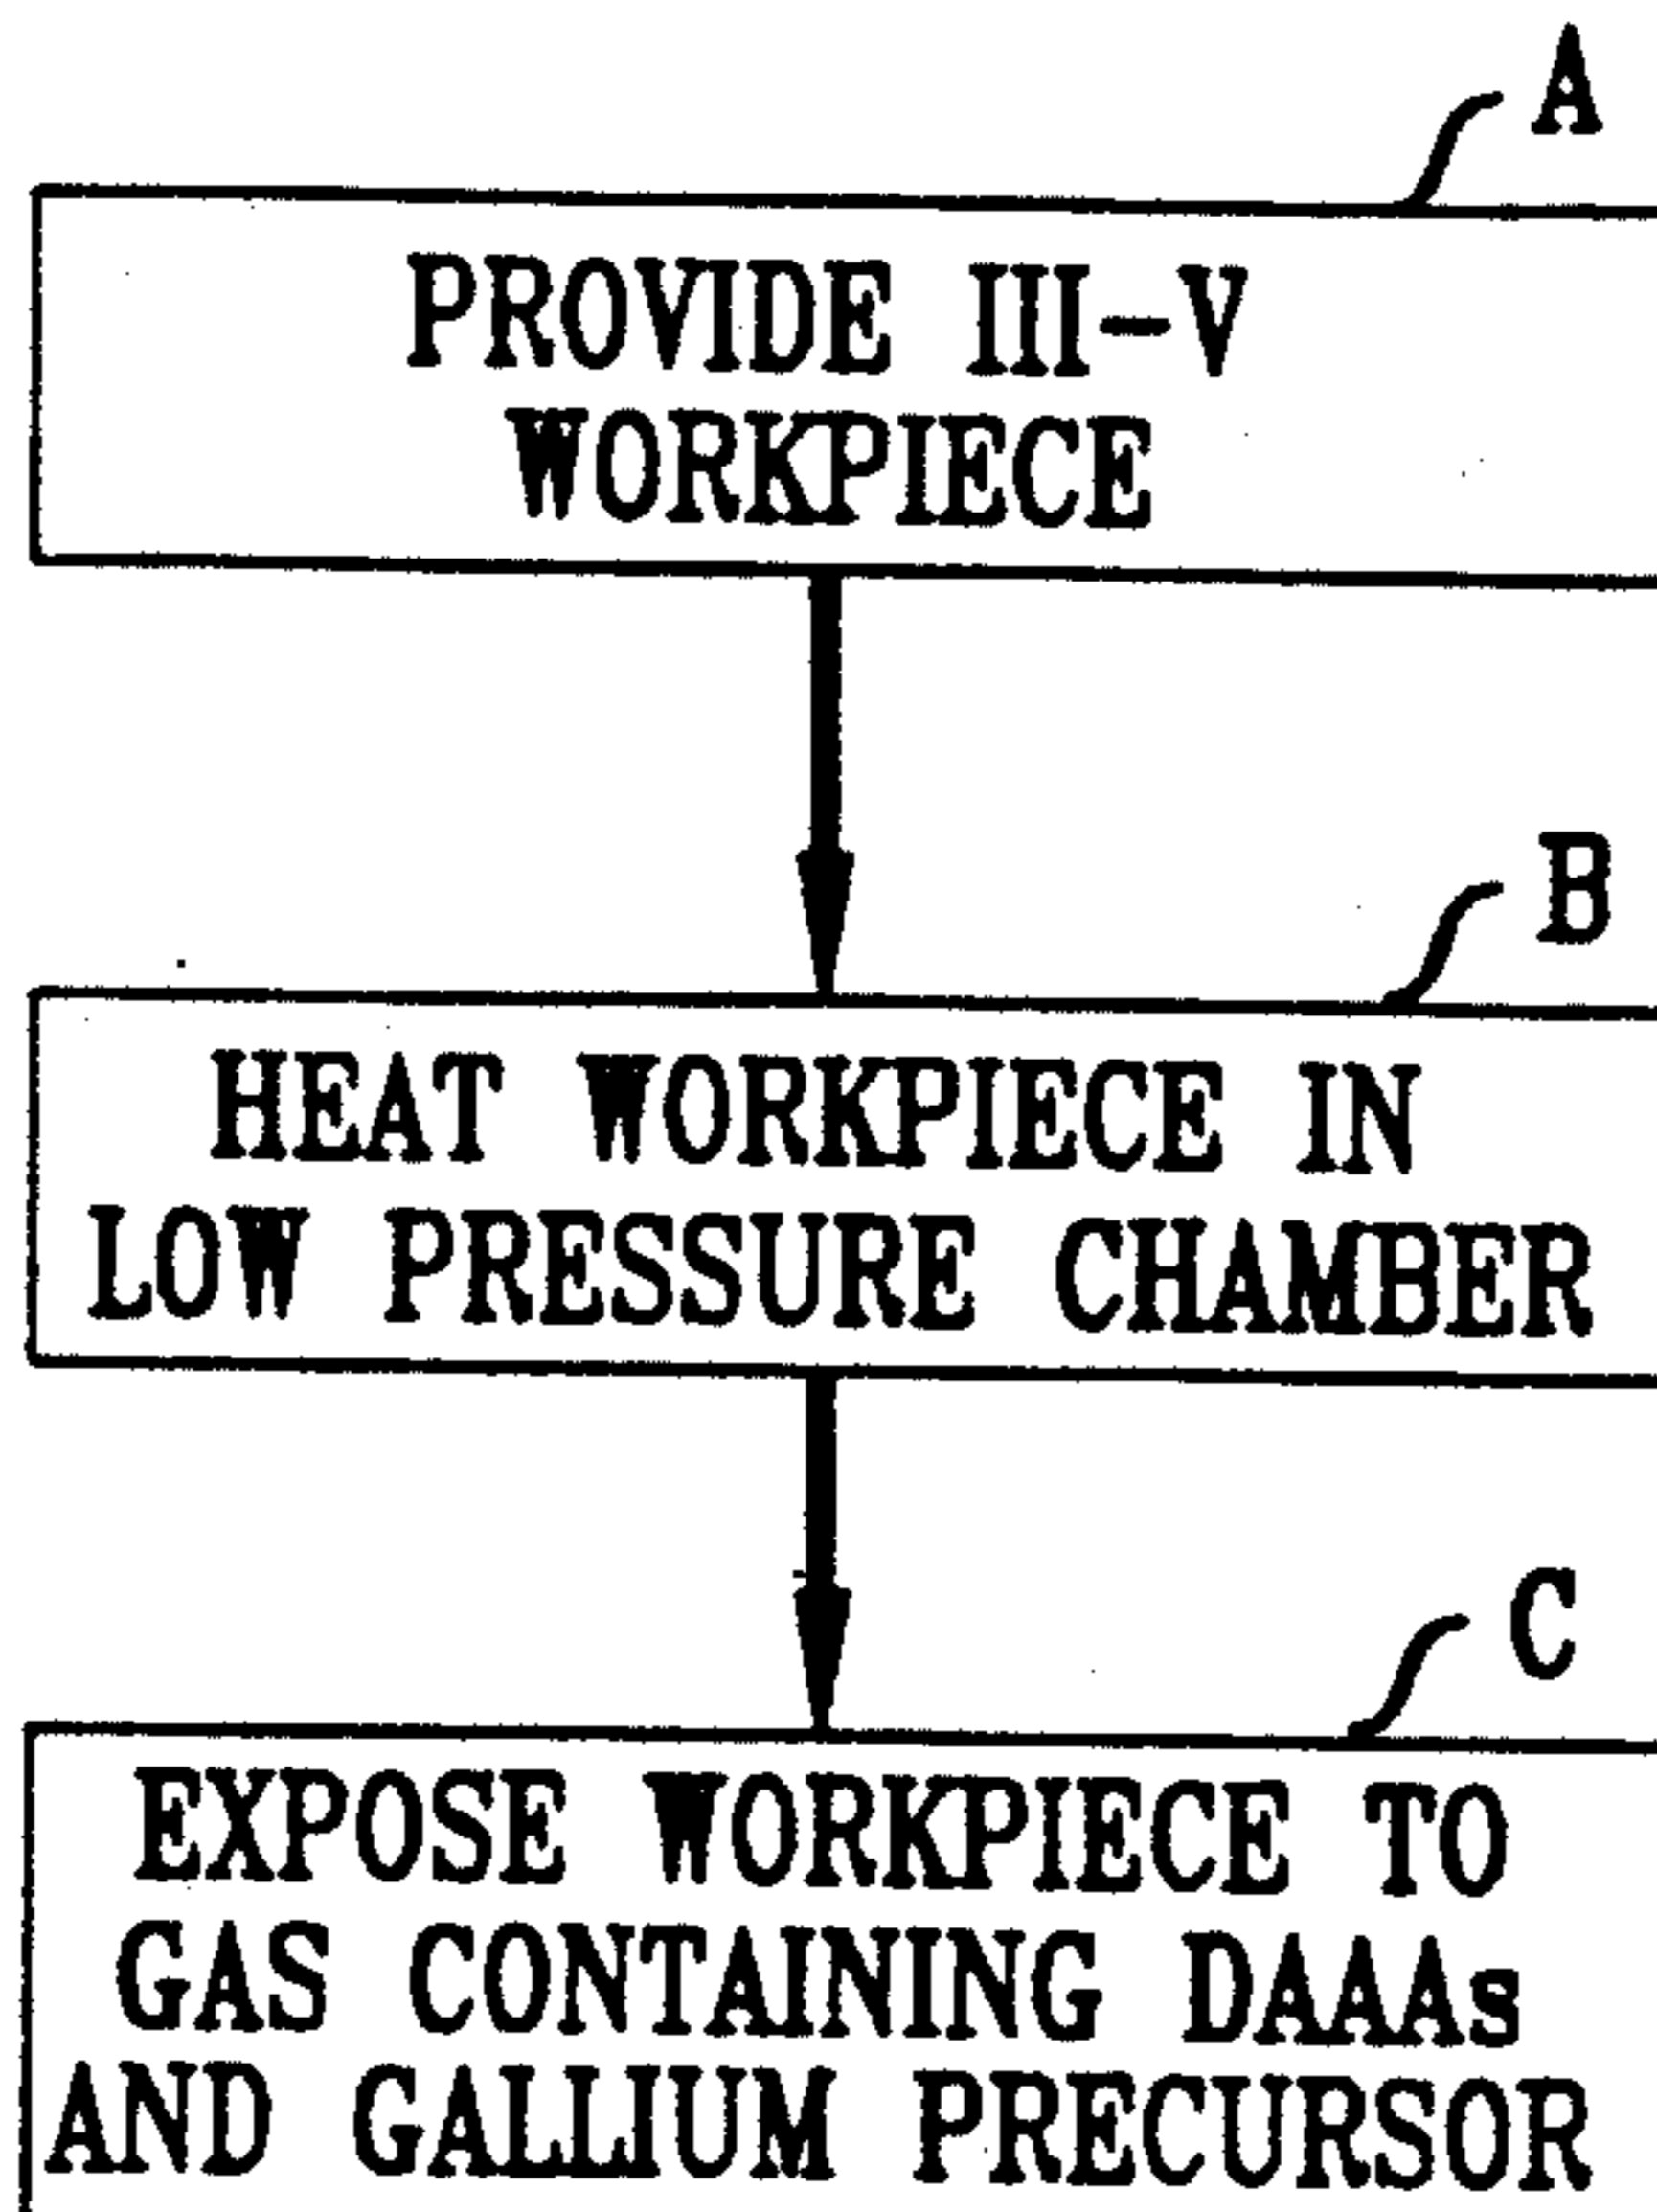 A
PROVIDE III-V
WORKPIECE
B
HEAT WORKPIECE IN
LOW PRESSURE CHAMBER
C
EXPOSE WORKPIECE TO
GAS CONTAINING DAAAs
AND GALLIUM PRECURSOR